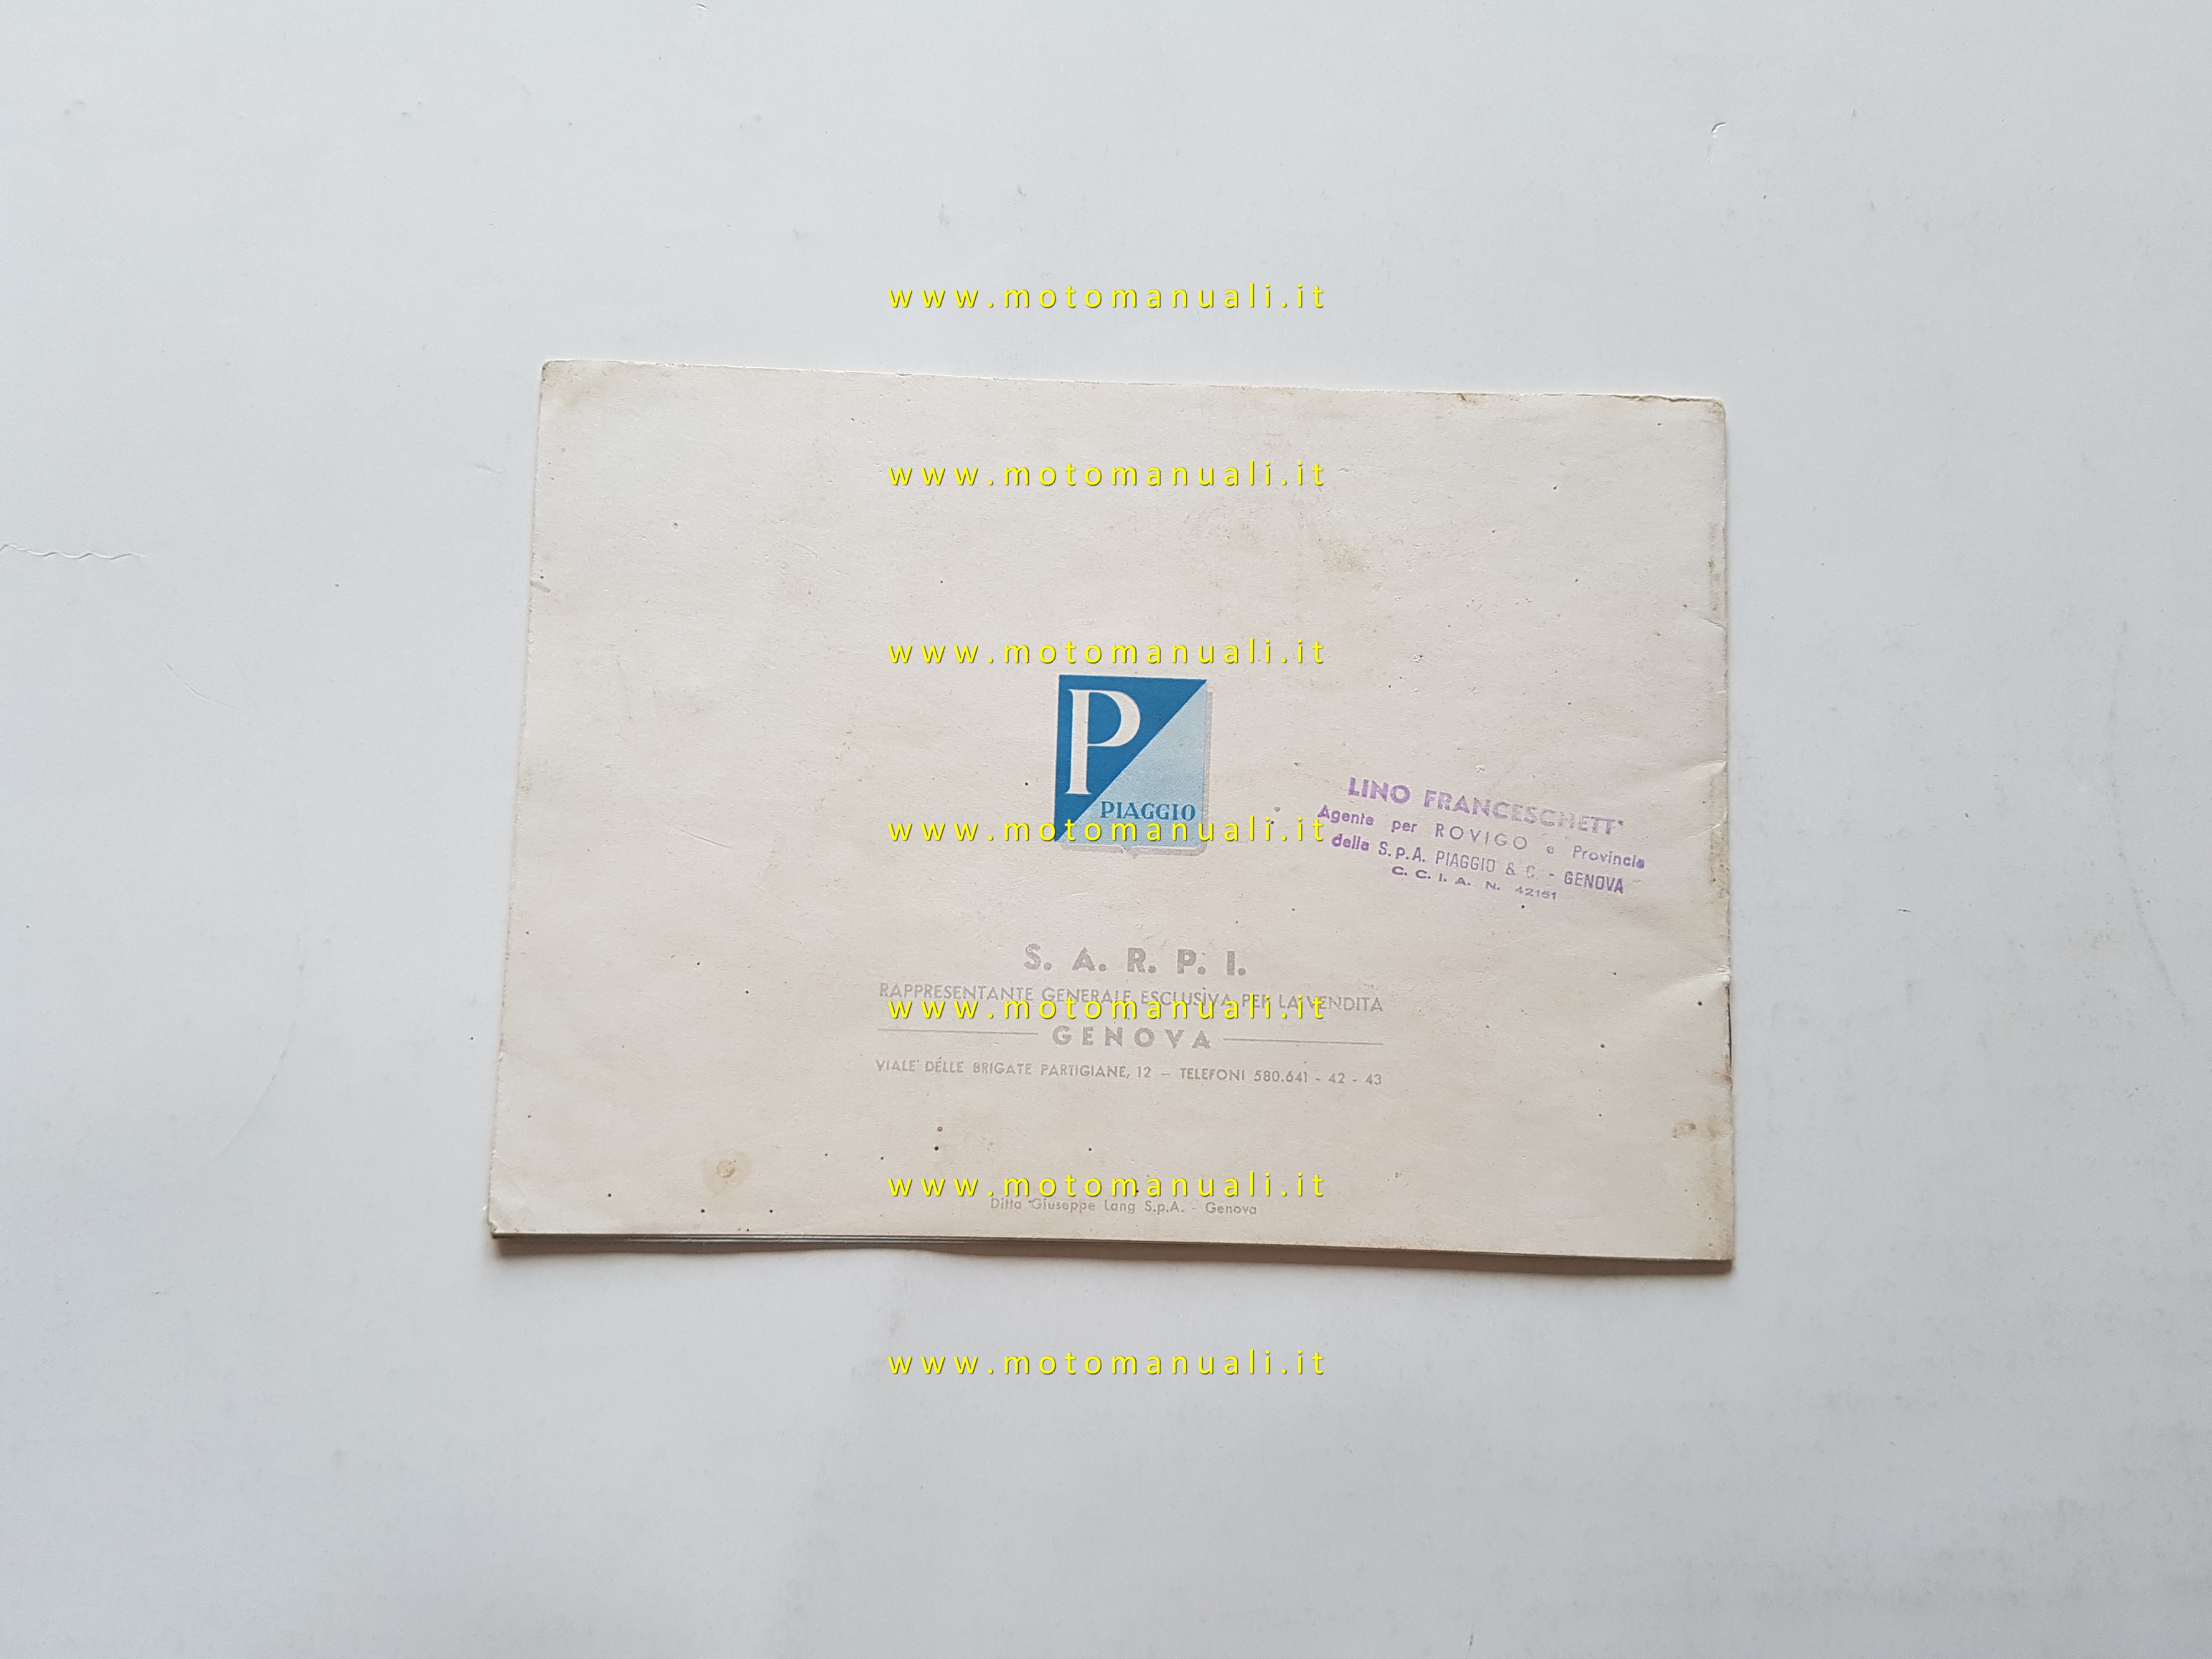 www.motomanuali.it
www.motomanuali.it
www.motomanuali.it
P
PIAGGIO
www.motomanuali.it
LINO FRANCESCHETT
Agente per ROVIGO e Provincia
della S.p.A. PIAGGIO & C. - GENOVA
C. C. I. A. N. 42161
S. A. R. P. I.
RAPPRESENTANTE GENERALE ESCLUSIVA PER LA VENDITA
www.motomanuali.it
GENOVA
VIALE DELLE BRIGATE PARTIGIANE, 12 — TELEFONI 580.641 - 42 - 43
www.motomanuali.it
Ditta Giuseppe Lang S.p.A. - Genova
www.motomanuali.it